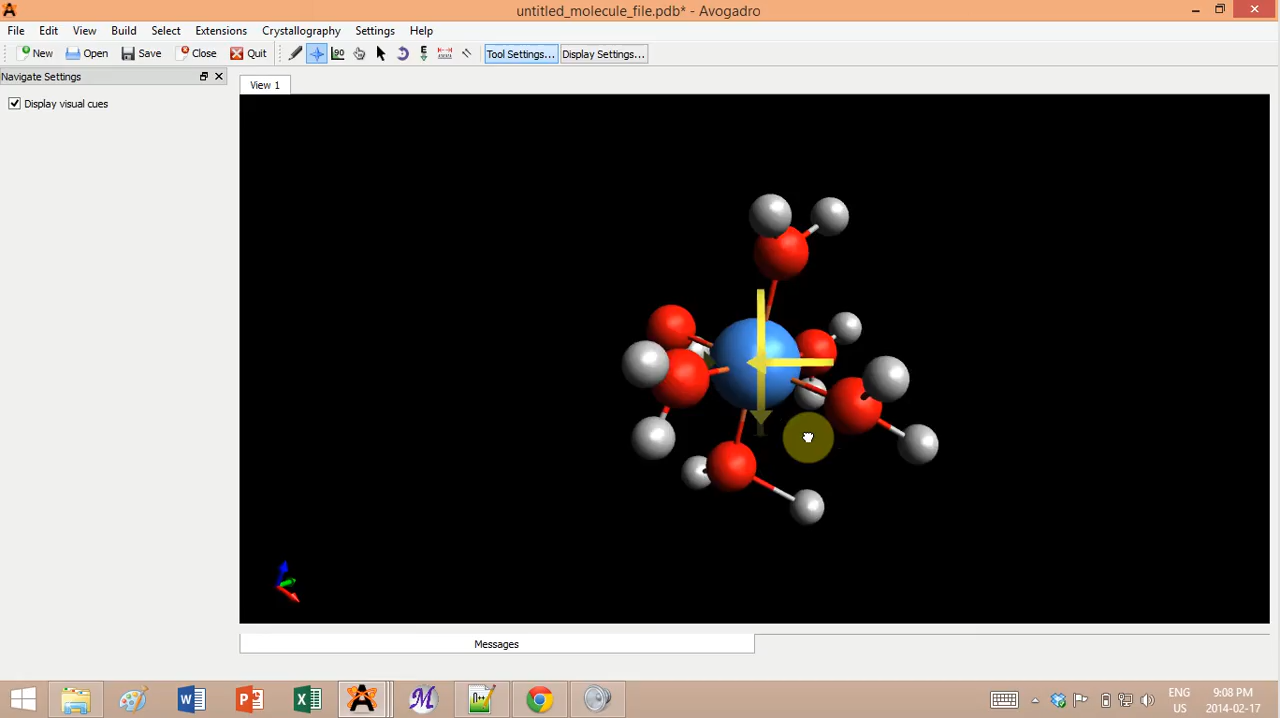 untitled_molecule_file.pdb* - Avogadro
File Edit View Build Select Extensions Crystallography Settings Help
New Open Save Close Quit E Tool Settings... Display Settings...
Navigate Settings
View 1
Display visual cues
Messages
ENG 9:08 PM
US 2014-02-17